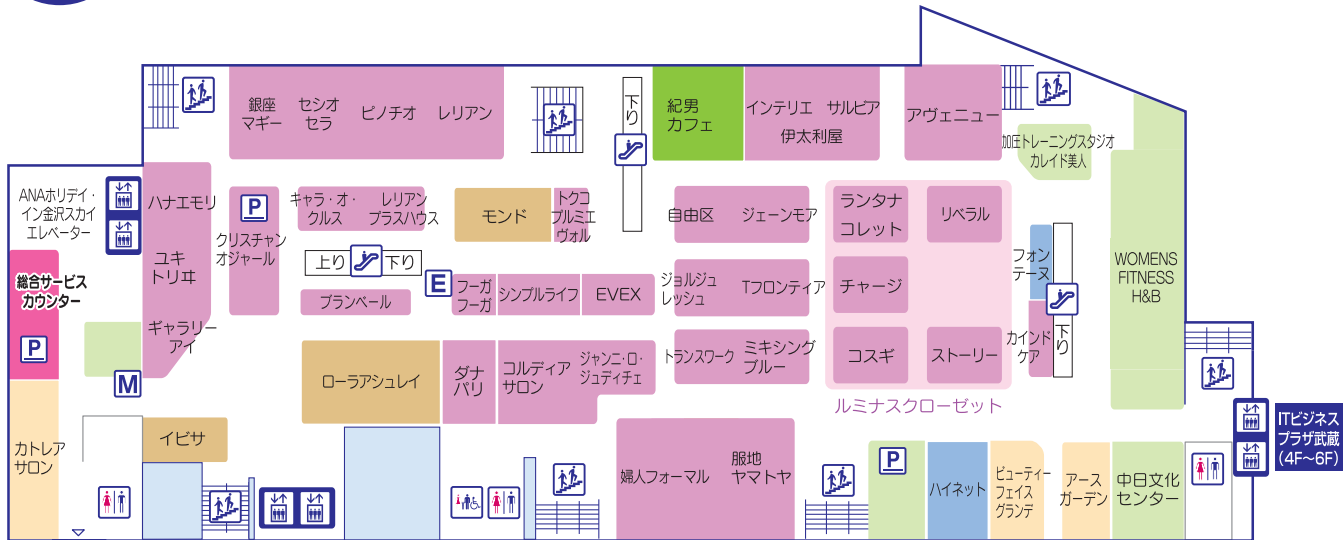 銀座
マギー
セシオ
セラ
ピノチオ
レリアン
下り
紀男
カフェ
インテリエ
サルビア
伊太利屋
アヴェニュー
加圧トレーニングスタジオ
カレイド美人
ANAホリデイ・
イン金沢スカイ
エレベーター
ハナエモリ
ユキ
トリヰ
ギャラリー
アイ
P
クリスチャン
オジャール
キャラ・オ・
クルス
レリアン
プラスハウス
モンド
トクコ
プルミエ
ヴォル
自由区
ジェーンモア
ランタナ
コレット
リベラル
フォン
テーヌ
WOMENS
FITNESS
H&B
総合サービス
カウンター
P
上り
下り
E
ブランベール
フーガ
フーガ
シンプルライフ
EVEX
ジョルジュ
レッシュ
Tフロンティア
チャージ
カインド
ケア
下り
M
ローラアシュレイ
ダナ
パリ
コルディア
サロン
ジャンニ・ロ・
ジュディチェ
トランスワーク
ミキシング
ブルー
コスギ
ストーリー
ルミナスクローゼット
カトレア
サロン
イビサ
婦人フォーマル
服地
ヤマトヤ
P
ハイネット
ビューティー
フェイス
グランデ
アース
ガーデン
中日文化
センター
ITビジネス
プラザ武蔵
(4F~6F)